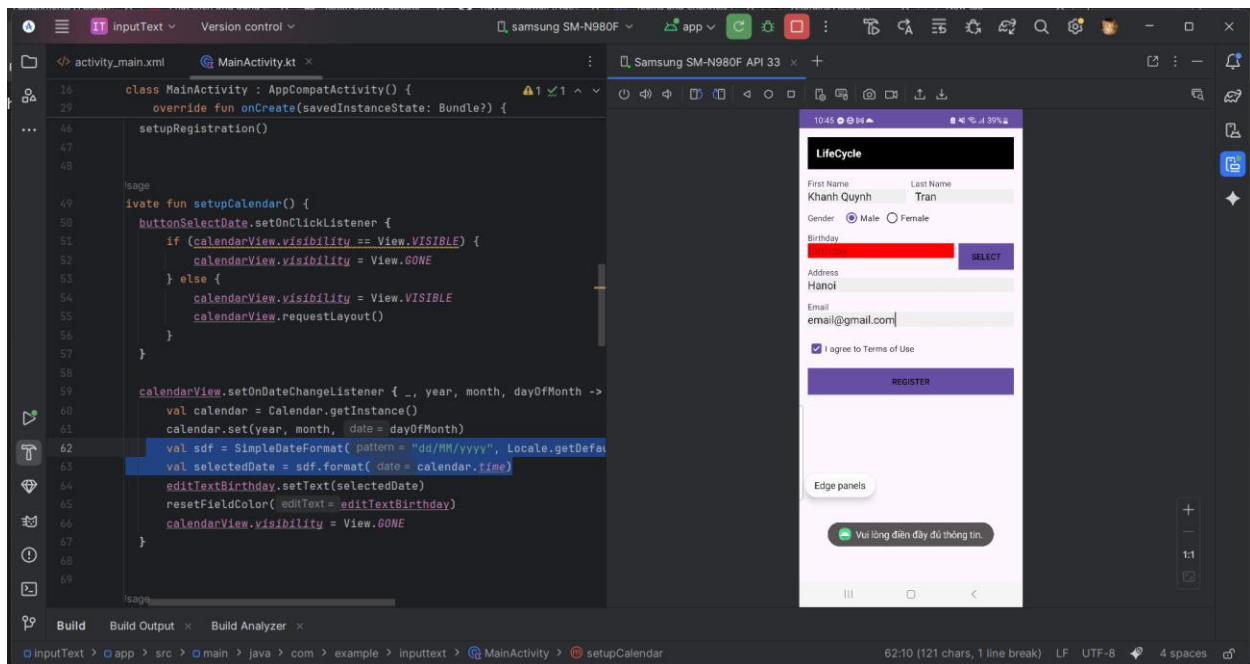 IT inputText Version control samsung SM-N980F app
activity_main.xml MainActivity.kt Samsung SM-N980F API 33
16 class MainActivity : AppCompatActivity() { 1 1
29 override fun onCreate(savedInstanceState: Bundle?) {
46 setupRegistration()
47
48
Usage
49 ivate fun setupCalendar() {
50 buttonSelectDate.setOnClickListener {
51 if (calendarView.visibility == View.VISIBLE) {
52 calendarView.visibility = View.GONE
53 } else {
54 calendarView.visibility = View.VISIBLE
55 calendarView.requestLayout()
56 }
57 }
58
59 calendarView.setOnDateChangeListener { _, year, month, dayOfMonth ->
60 val calendar = Calendar.getInstance()
61 calendar.set(year, month, date = dayOfMonth)
62 val sdf = SimpleDateFormat( pattern = "dd/MM/yyyy", Locale.getDefau
63 val selectedDate = sdf.format( date = calendar.time)
64 editTextBirthday.setText(selectedDate)
65 resetFieldColor( editText = editTextBirthday)
66 calendarView.visibility = View.GONE
67 }
68
69
10:45 39%
LifeCycle
First Name Last Name
Khanh Quynh Tran
Gender Male Female
Birthday
Birthday
SELECT
Address
Hanoi
Email
email@gmail.com
I agree to Terms of Use
REGISTER
Edge panels
Vui lòng điền đầy đủ thông tin.
1:1
Build Build Output Build Analyzer
inputText > app > src > main > java > com > example > inputtext > MainActivity > setupCalendar 62:10 (121 chars, 1 line break) LF UTF-8 4 spaces